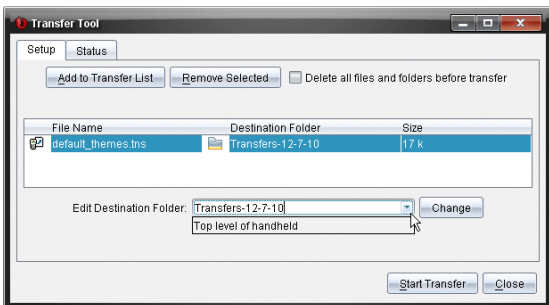 Transfer Tool
Setup Status
Add to Transfer List Remove Selected Delete all files and folders before transfer
File Name Destination Folder Size
default_themes.tns Transfers-12-7-10 17 k
Edit Destination Folder: Transfers-12-7-10 Change
Top level of handheld
Start Transfer Close